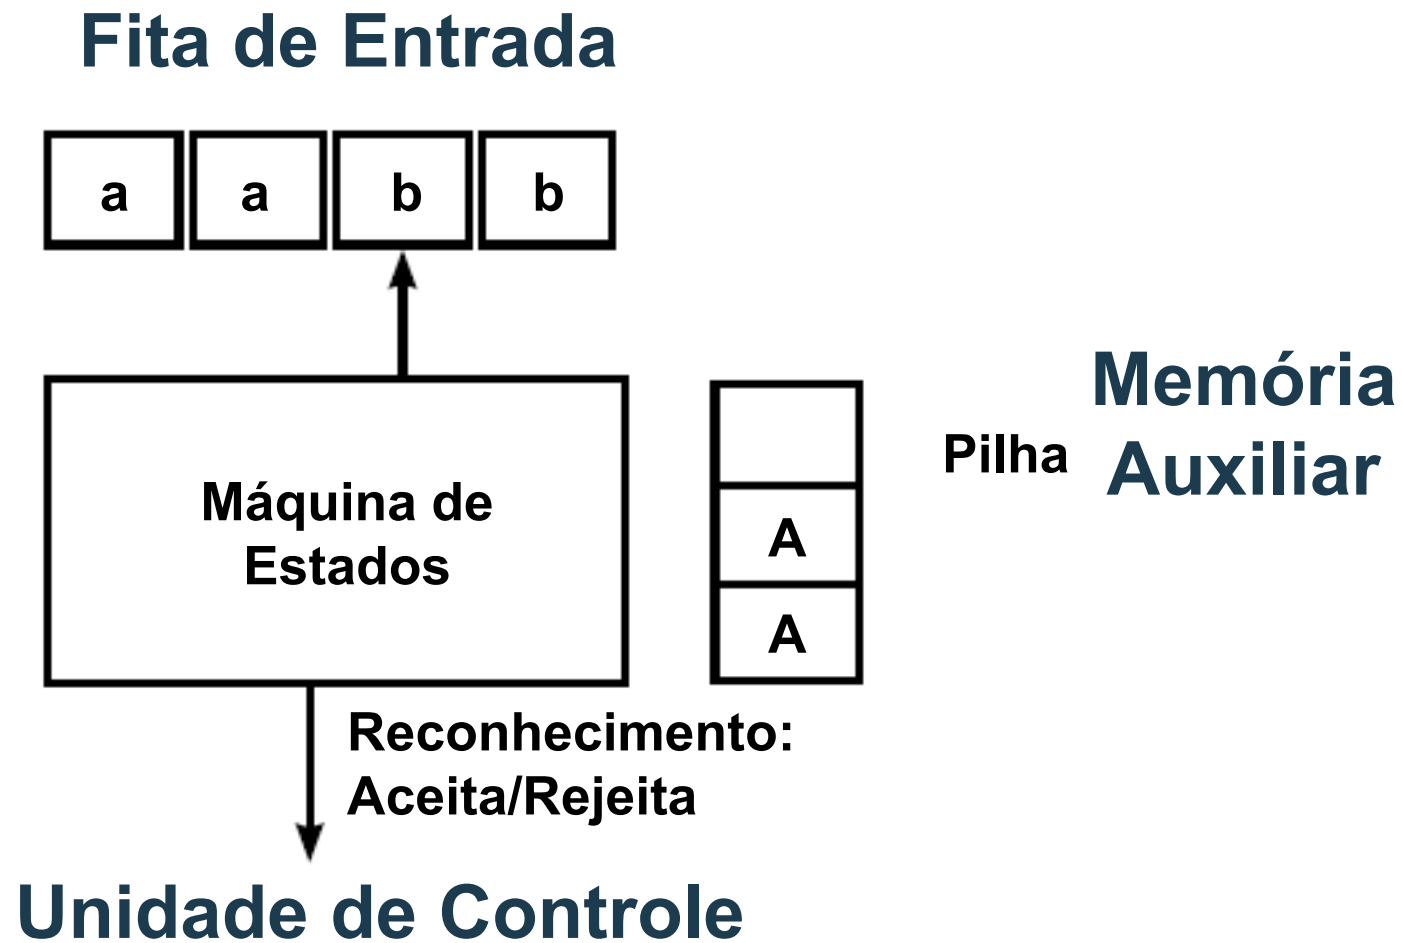 Fita de Entrada
a a b b
Máquina de
Estados
A
A
Pilha
Memória
Auxiliar
Reconhecimento:
Aceita/Rejeita
Unidade de Controle